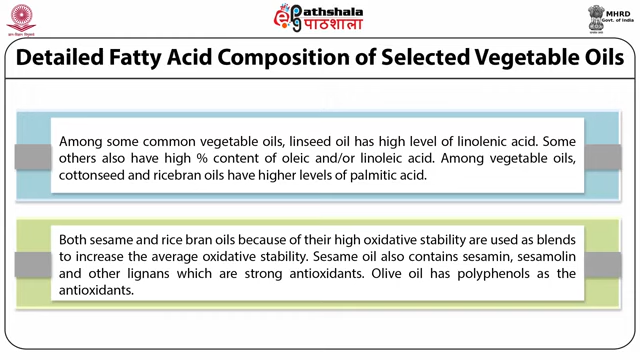 Pathshala
पाठशाला
MHRD
Govt. of India
Detailed Fatty Acid Composition of Selected Vegetable Oils
Among some common vegetable oils, linseed oil has high level of linolenic acid. Some
others also have high % content of oleic and/or linoleic acid. Among vegetable oils,
cottonseed and ricebran oils have higher levels of palmitic acid.
Both sesame and rice bran oils because of their high oxidative stability are used as blends
to increase the average oxidative stability. Sesame oil also contains sesamin, sesamolin
and other lignans which are strong antioxidants. Olive oil has polyphenols as the
antioxidants.